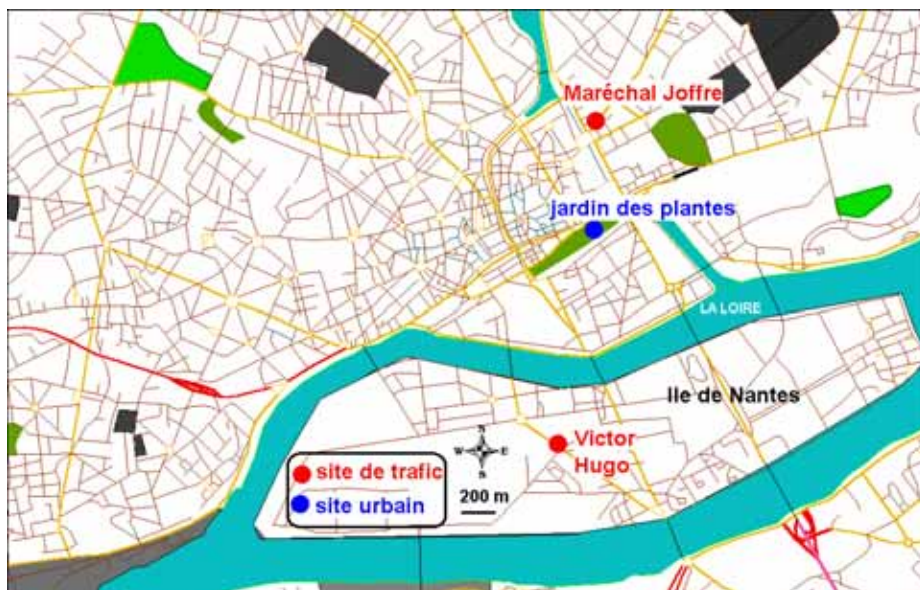 Maréchal Joffre
jardin des plantes
LA LOIRE
Ile de Nantes
Victor
Hugo
N
W E
S
site de trafic
site urbain
200 m